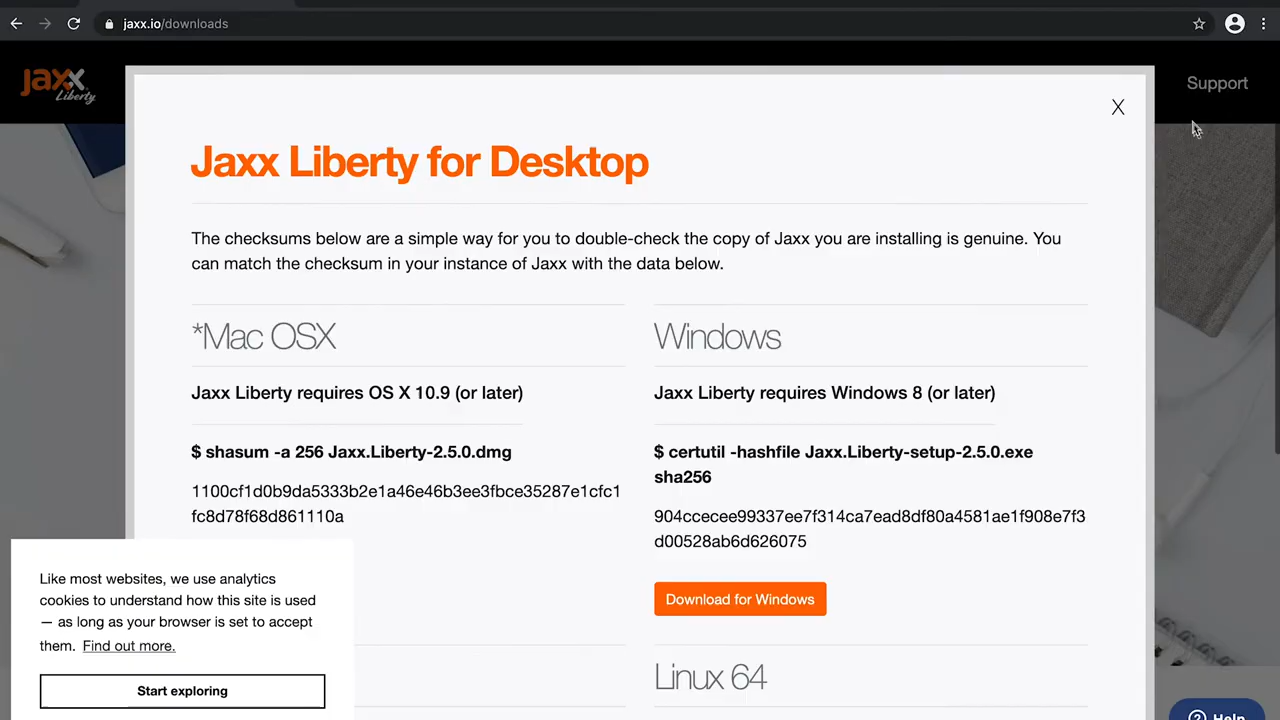 jaxx.io/downloads
jaxx
Liberty
Support
X
Jaxx Liberty for Desktop
The checksums below are a simple way for you to double-check the copy of Jaxx you are installing is genuine. You
can match the checksum in your instance of Jaxx with the data below.
*Mac OSX
Jaxx Liberty requires OS X 10.9 (or later)
$ shasum -a 256 Jaxx.Liberty-2.5.0.dmg
1100cf1d0b9da5333b2e1a46e46b3ee3fbce35287e1cfc1
fc8d78f68d861110a
Windows
Jaxx Liberty requires Windows 8 (or later)
$ certutil -hashfile Jaxx.Liberty-setup-2.5.0.exe
sha256
904ccecee99337ee7f314ca7ead8df80a4581ae1f908e7f3
d00528ab6d626075
Download for Windows
Linux 64
Like most websites, we use analytics
cookies to understand how this site is used
— as long as your browser is set to accept
them. Find out more.
Start exploring
Help